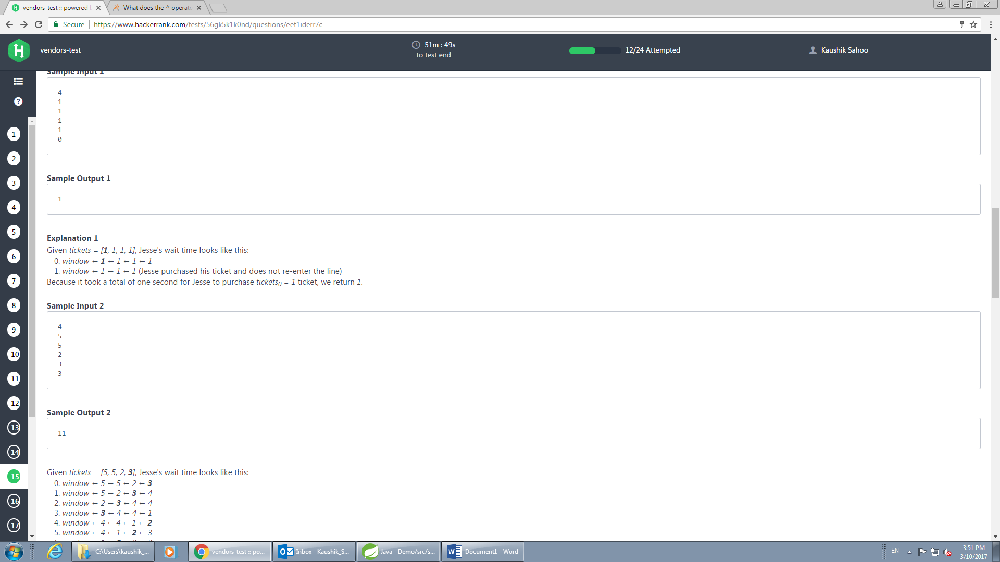 vendors-test :: powered
What does the ^ operat
Secure
https://www.hackerrank.com/tests/56gk5k1k0nd/questions/eet1iderr7c
vendors-test
51m : 49s
to test end
12/24 Attempted
Kaushik Sahoo
Sample Input 1
4
1
1
1
1
0
Sample Output 1
1
Explanation 1
Given tickets = [1, 1, 1, 1], Jesse's wait time looks like this:
0. window ← 1 ← 1 ← 1 ← 1
1. window ← 1 ← 1 ← 1 (Jesse purchased his ticket and does not re-enter the line)
Because it took a total of one second for Jesse to purchase tickets0 = 1 ticket, we return 1.
Sample Input 2
4
5
5
2
3
3
Sample Output 2
11
Given tickets = [5, 5, 2, 3], Jesse's wait time looks like this:
0. window ← 5 ← 5 ← 2 ← 3
1. window ← 5 ← 2 ← 3 ← 4
2. window ← 2 ← 3 ← 4 ← 4
3. window ← 3 ← 4 ← 4 ← 1
4. window ← 4 ← 4 ← 1 ← 2
5. window ← 4 ← 1 ← 2 ← 3
?
1
2
3
4
5
6
7
8
9
10
11
12
13
14
15
16
17
C:\Users\kaushik_...
vendors-test :: po...
Inbox - Kaushik_S...
Java - Demo/src/s...
Document1 - Word
EN
3:51 PM
3/10/2017